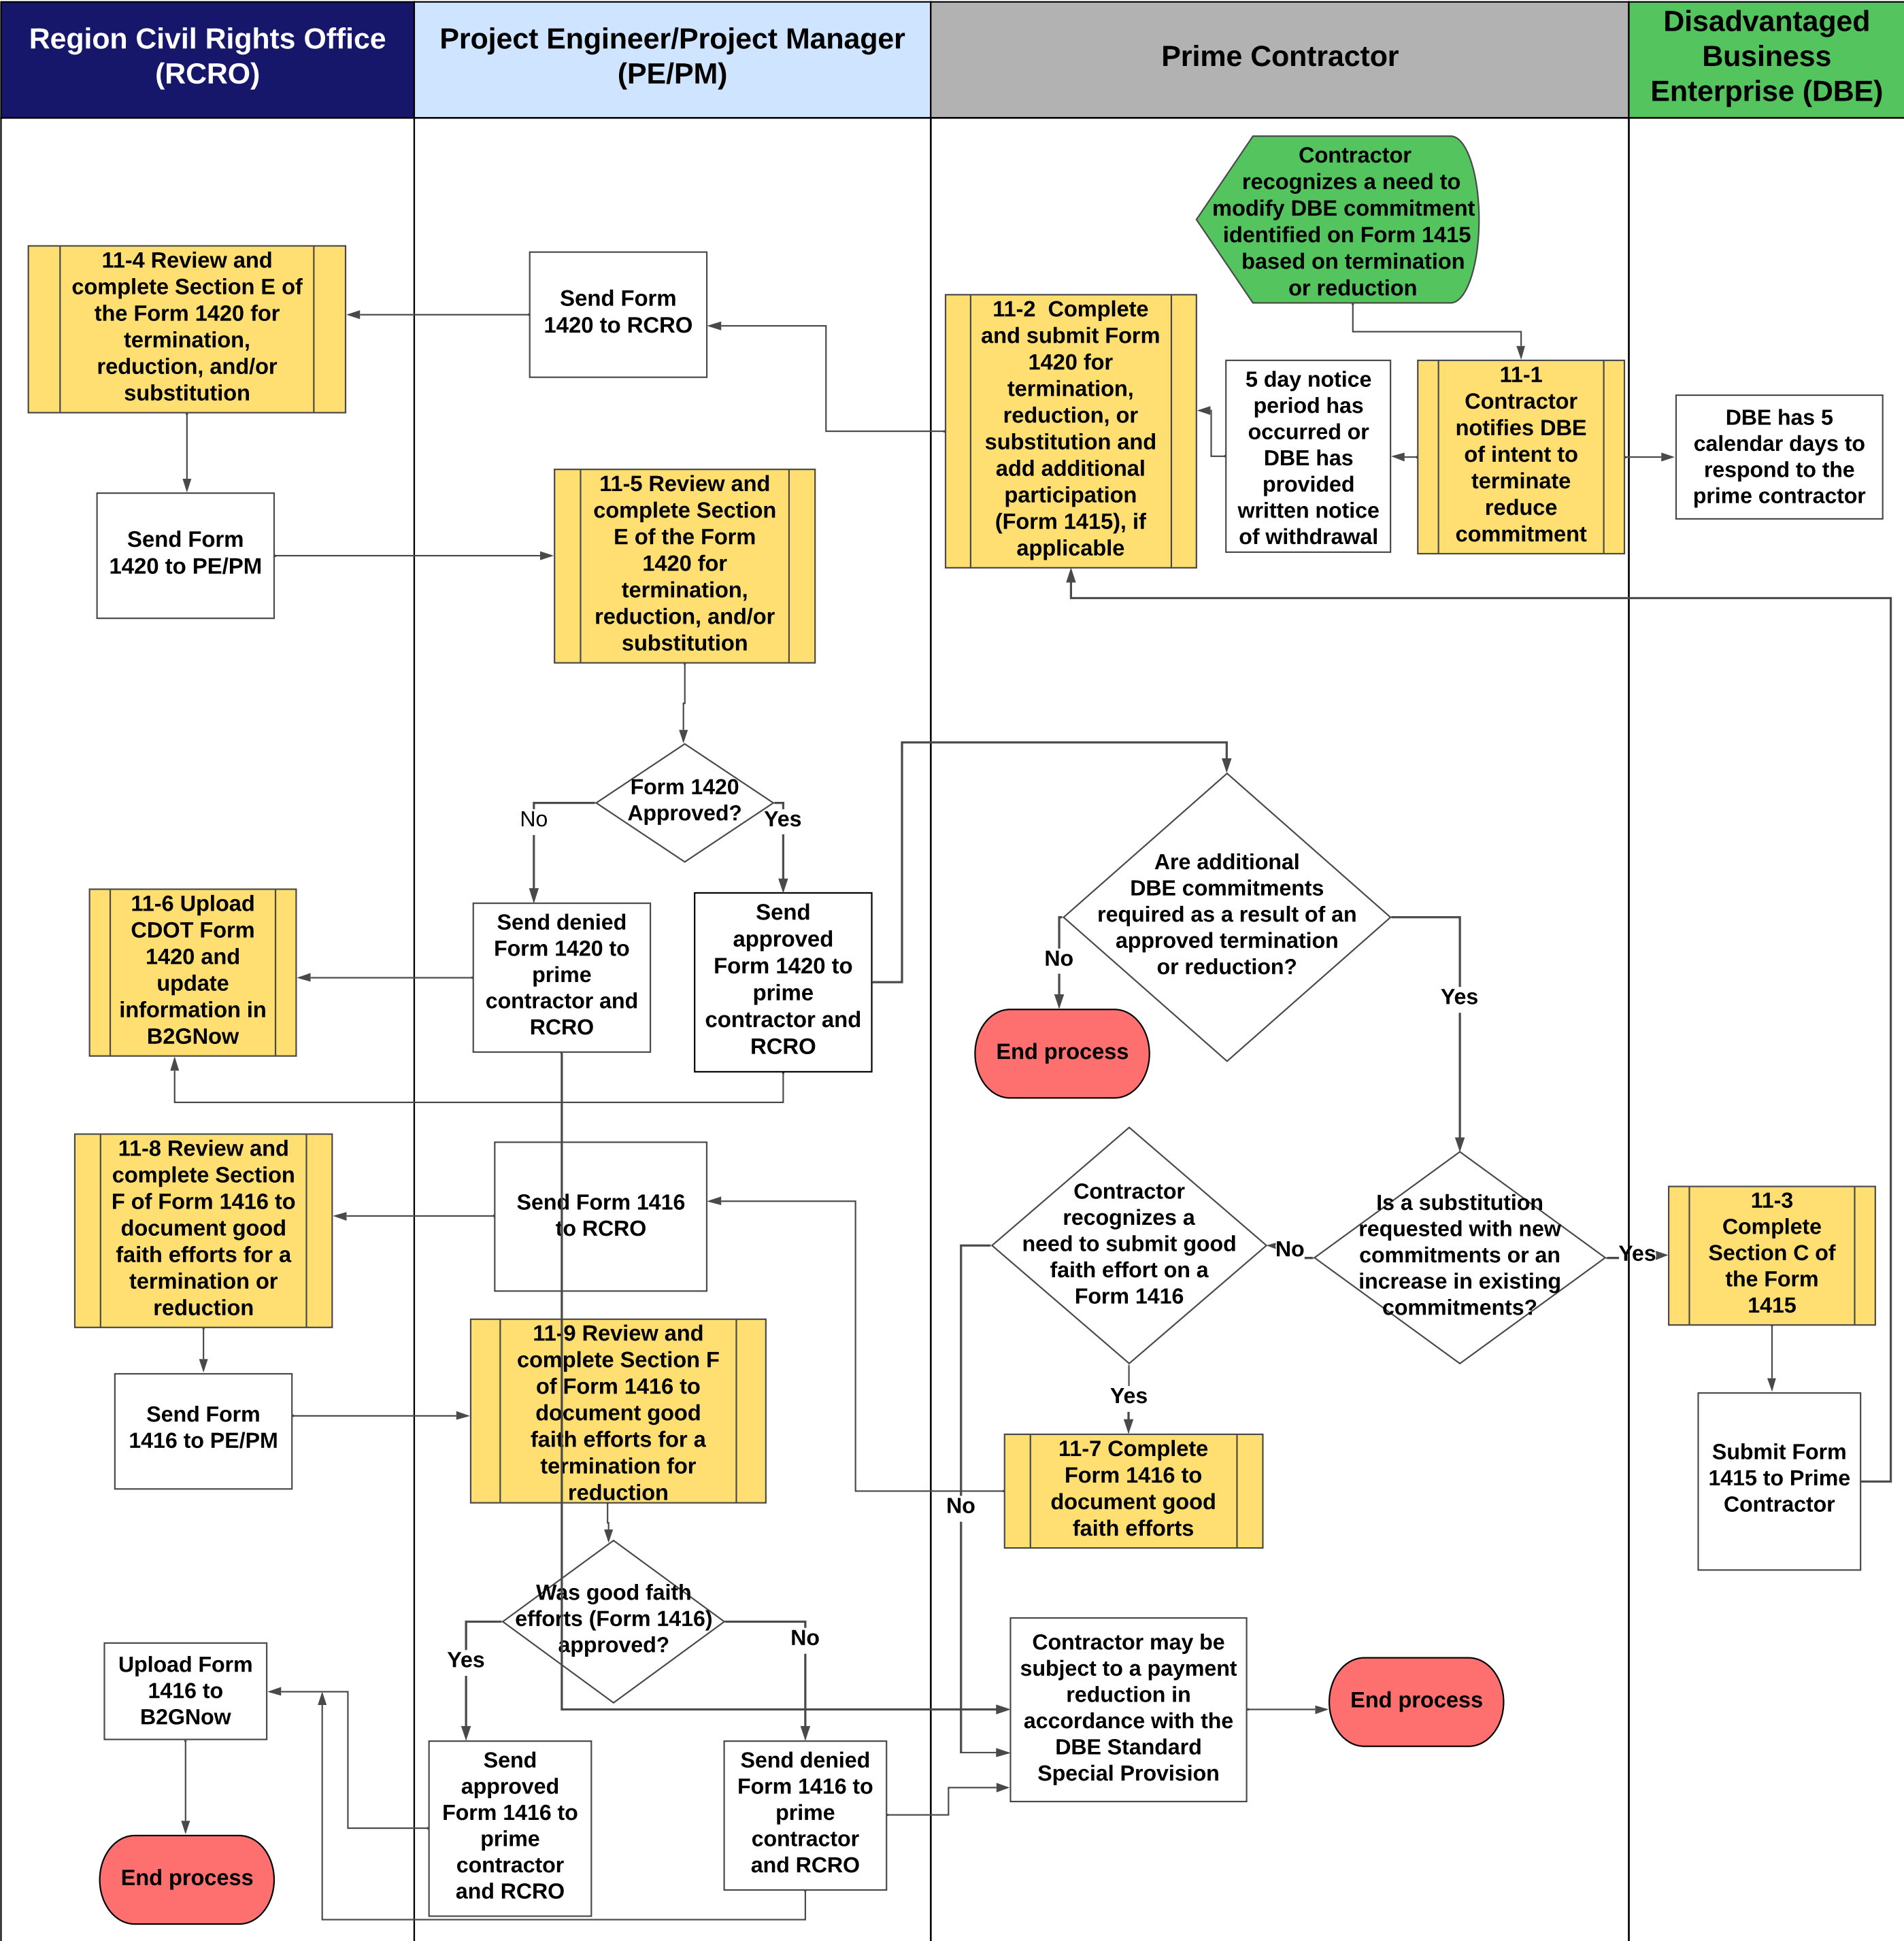 Region Civil Rights Office
(RCRO)
Project Engineer/Project Manager
(PE/PM)
Prime Contractor
Disadvantaged
Business
Enterprise (DBE)
Contractor
recognizes a need to
modify DBE commitment
identified on Form 1415
based on termination
or reduction
11-4 Review and
complete Section E of
the Form 1420 for
termination,
reduction, and/or
substitution
Send Form
1420 to RCRO
11-2 Complete
and submit Form
1420 for
termination,
reduction, or
substitution and
add additional
participation
(Form 1415), if
applicable
5 day notice
period has
occurred or
DBE has
provided
written notice
of withdrawal
11-1
Contractor
notifies DBE
of intent to
terminate
reduce
commitment
DBE has 5
calendar days to
respond to the
prime contractor
Send Form
1420 to PE/PM
11-5 Review and
complete Section
E of the Form
1420 for
termination,
reduction, and/or
substitution
Form 1420
Approved?
No
Yes
Are additional
DBE commitments
required as a result of an
approved termination
or reduction?
No
Yes
11-6 Upload
CDOT Form
1420 and
update
information in
B2GNow
Send denied
Form 1420 to
prime
contractor and
RCRO
Send
approved
Form 1420 to
prime
contractor and
RCRO
End process
11-8 Review and
complete Section
F of Form 1416 to
document good
faith efforts for a
termination or
reduction
Send Form 1416
to RCRO
Contractor
recognizes a
need to submit good
faith effort on a
Form 1416
No
Is a substitution
requested with new
commitments or an
increase in existing
commitments?
Yes
11-3
Complete
Section C of
the Form
1415
Send Form
1416 to PE/PM
11-9 Review and
complete Section F
of Form 1416 to
document good
faith efforts for a
termination for
reduction
Yes
No
11-7 Complete
Form 1416 to
document good
faith efforts
Submit Form
1415 to Prime
Contractor
Was good faith
efforts (Form 1416)
approved?
Yes
No
Upload Form
1416 to
B2GNow
Contractor may be
subject to a payment
reduction in
accordance with the
DBE Standard
Special Provision
End process
Send
approved
Form 1416 to
prime
contractor
and RCRO
Send denied
Form 1416 to
prime
contractor
and RCRO
End process